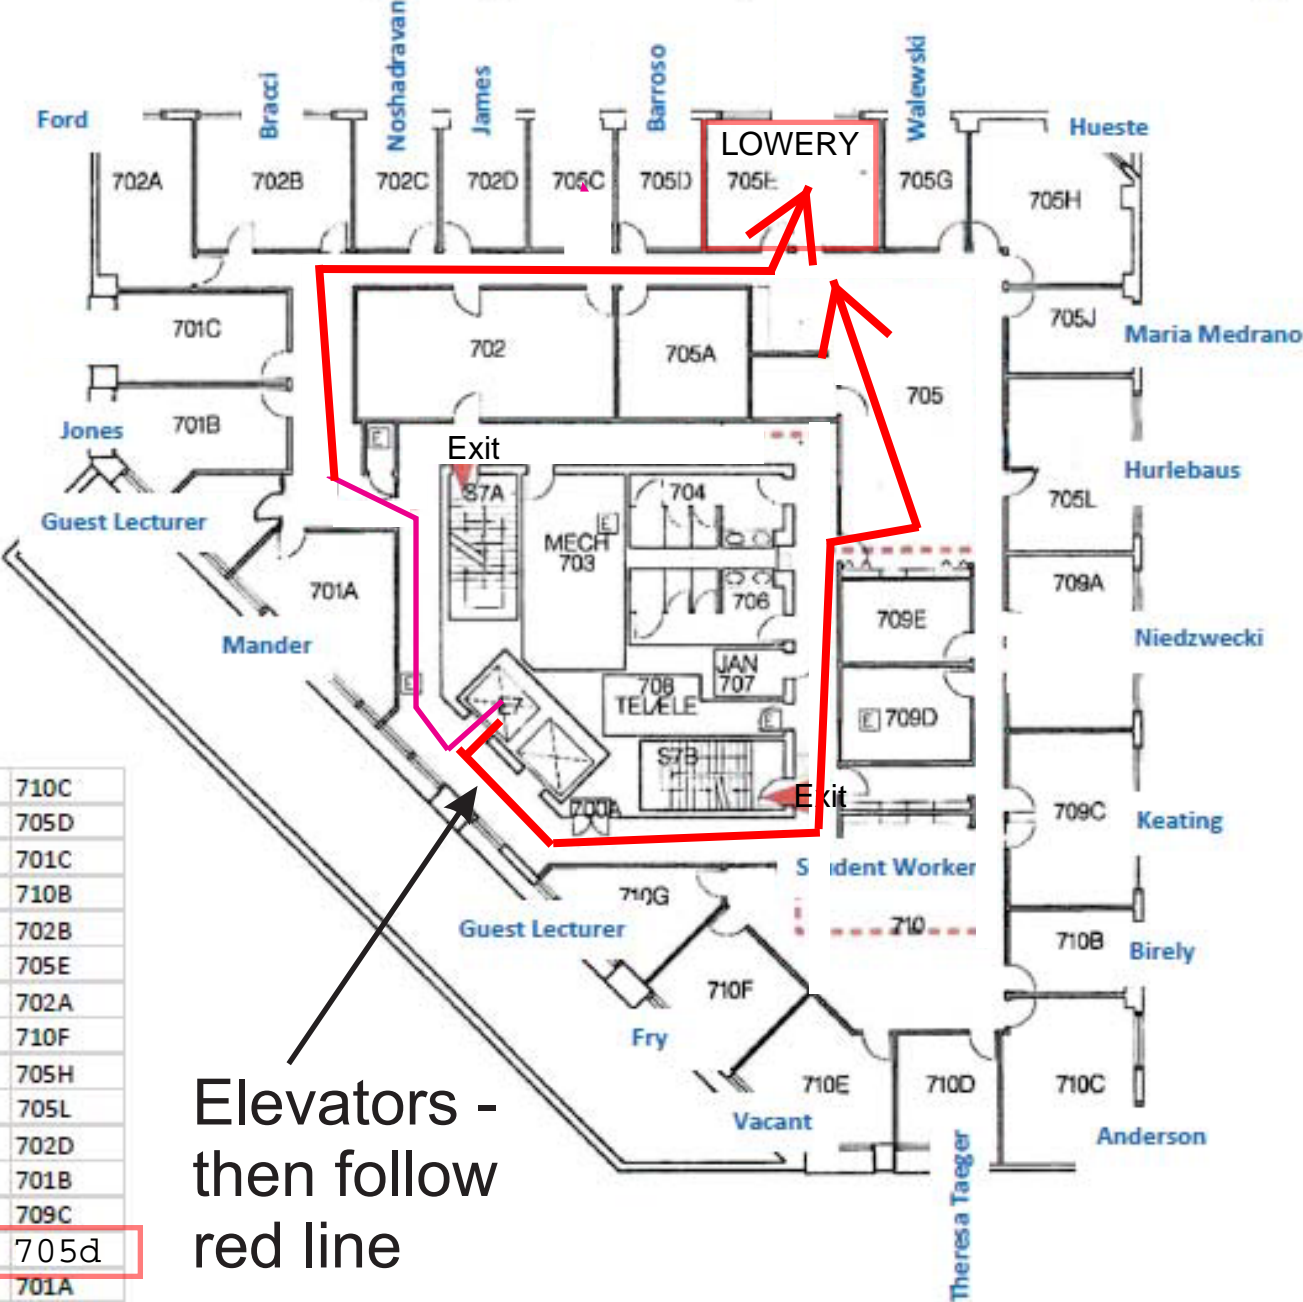 Ford
Bracci
Noshadravan
James
Barroso
LOWERY
Walewski
Hueste
702A
702B
702C
702D
705C
705D
705E
705G
705H
701C
702
705A
705J
Maria Medrano
705
Jones
701B
E
Exit
Hurlebaus
705L
Guest Lecturer
S7A
704
MECH
703
E
701A
706
709A
709E
Mander
Niedzwecki
JAN
707
E
708
TELÆLE
E7
E
E 709D
S7B
Exit
700A
709C
Keating
Student Worker
710G
710
Guest Lecturer
710B
Birely
710F
Fry
710E
710D
710C
Vacant
Anderson
Theresa Taeger
Elevators -
then follow
red line
710C
705D
701C
710B
702B
705E
702A
710F
705H
705L
702D
701B
709C
705d
701A